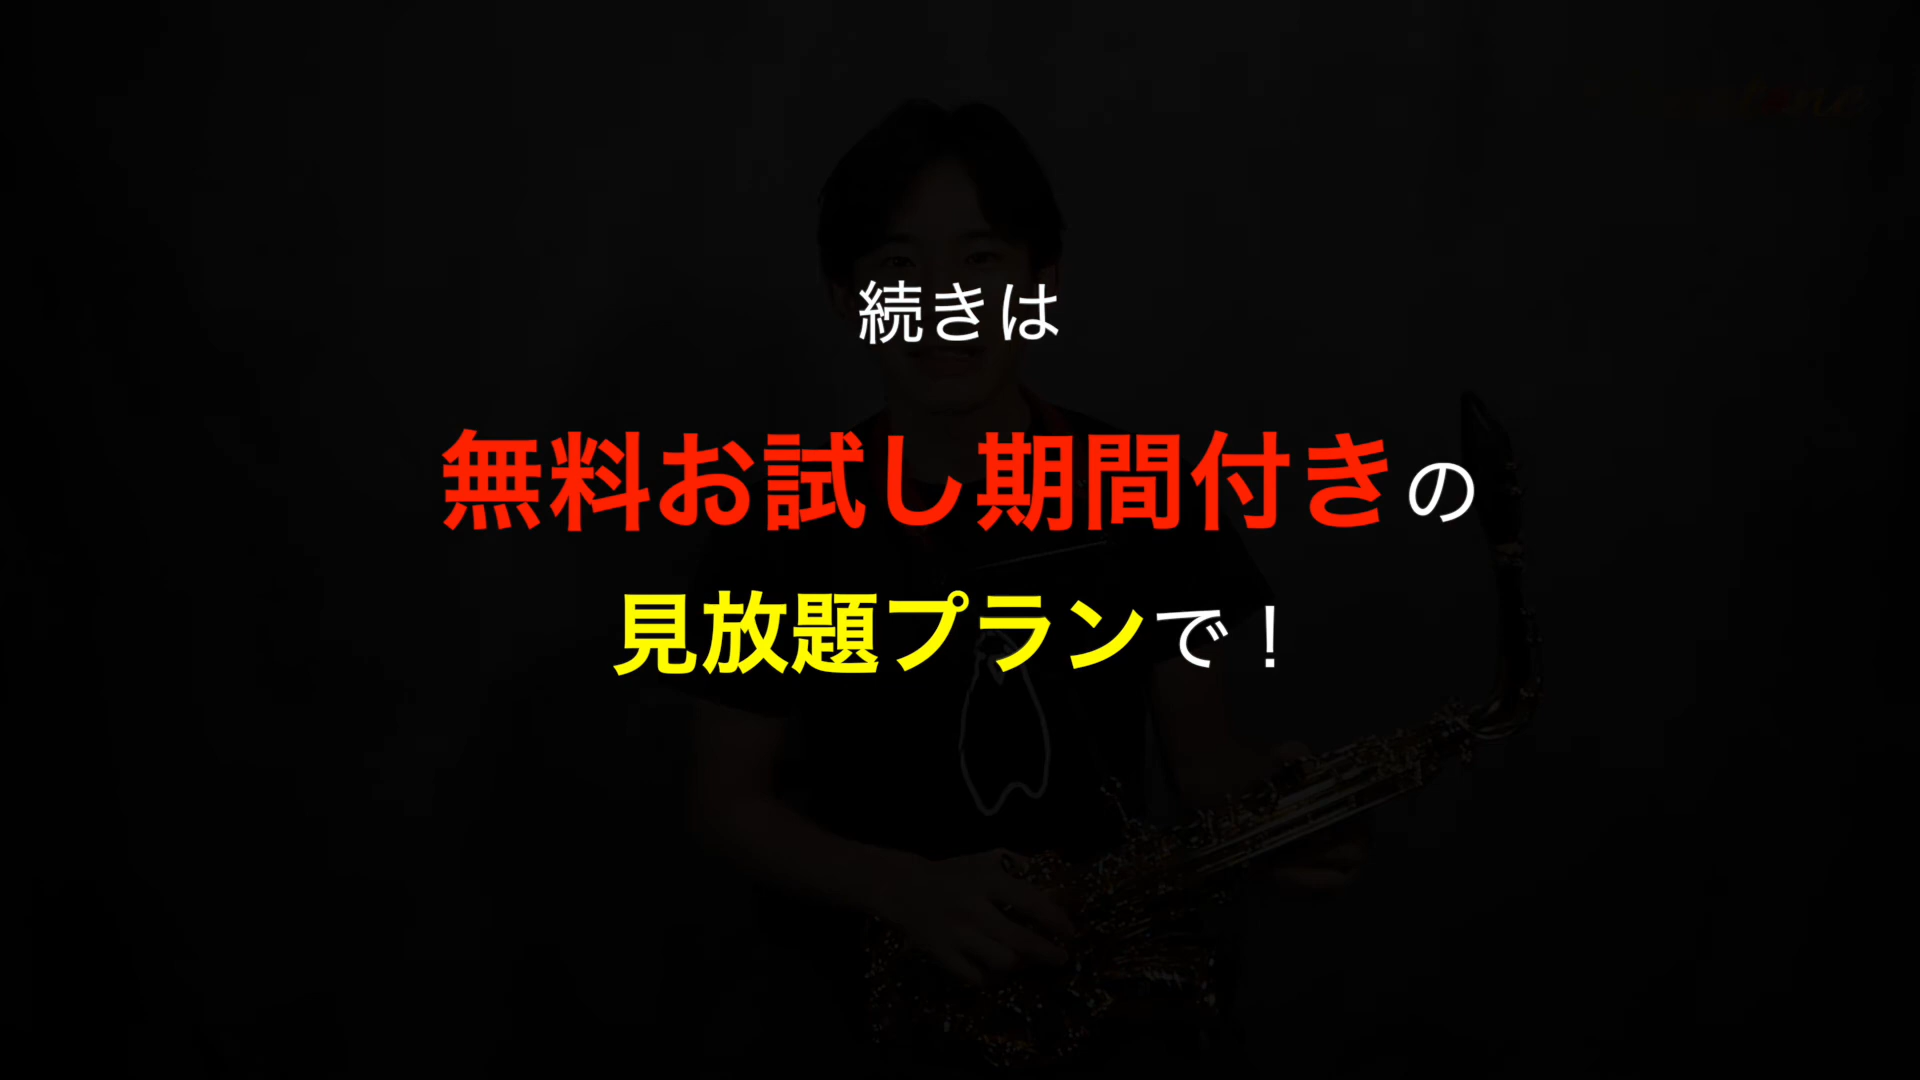 続きは
無料お試し期間付きの
見放題プランで！